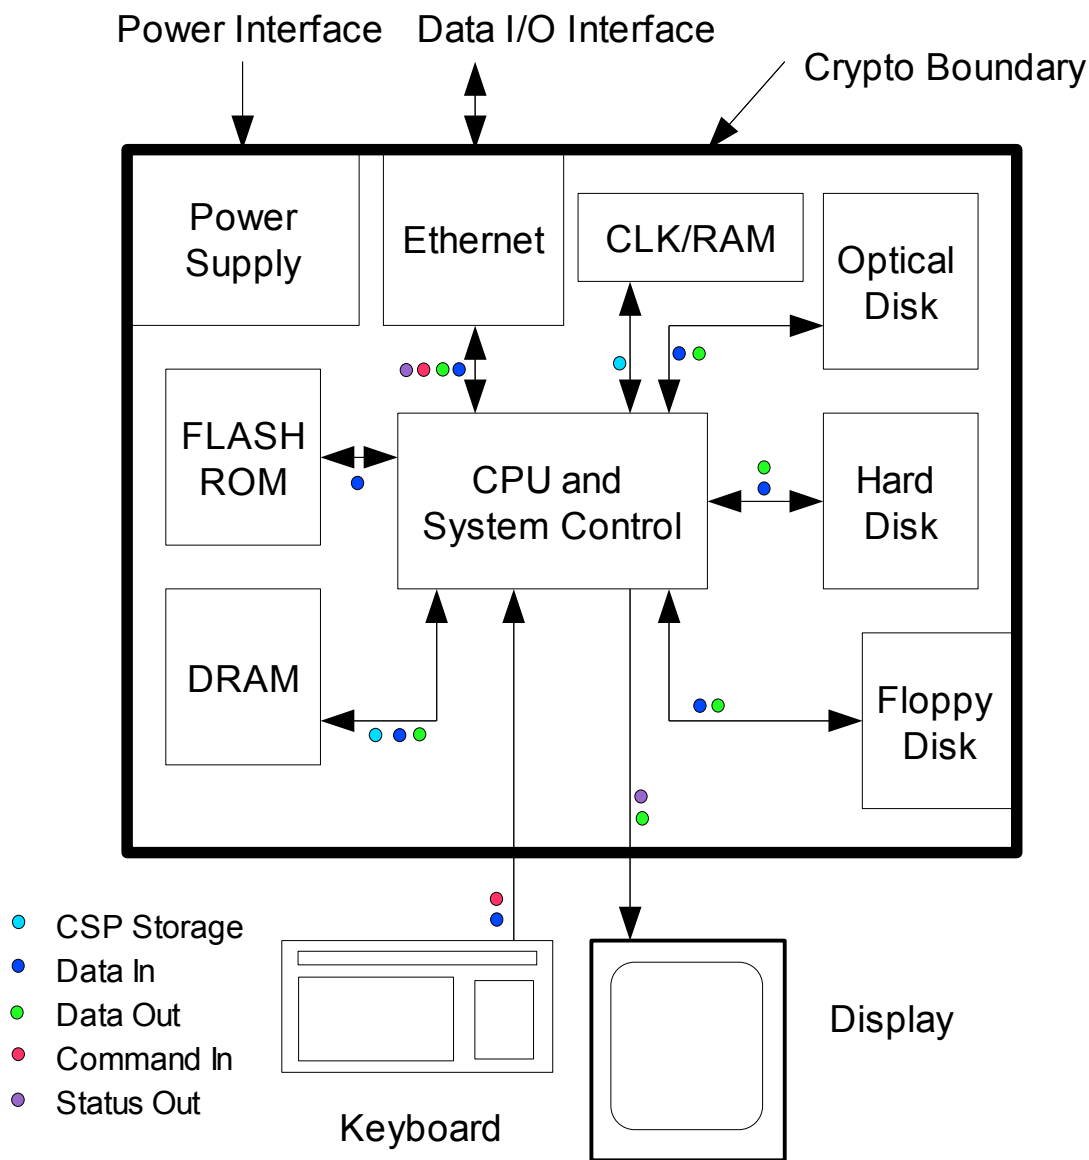 Power Interface
Data I/O Interface
Crypto Boundary
Power
Supply
Ethernet
CLK/RAM
Optical
Disk
FLASH
ROM
CPU and
System Control
Hard
Disk
DRAM
Floppy
Disk
CSP Storage
Data In
Data Out
Command In
Status Out
Keyboard
Display